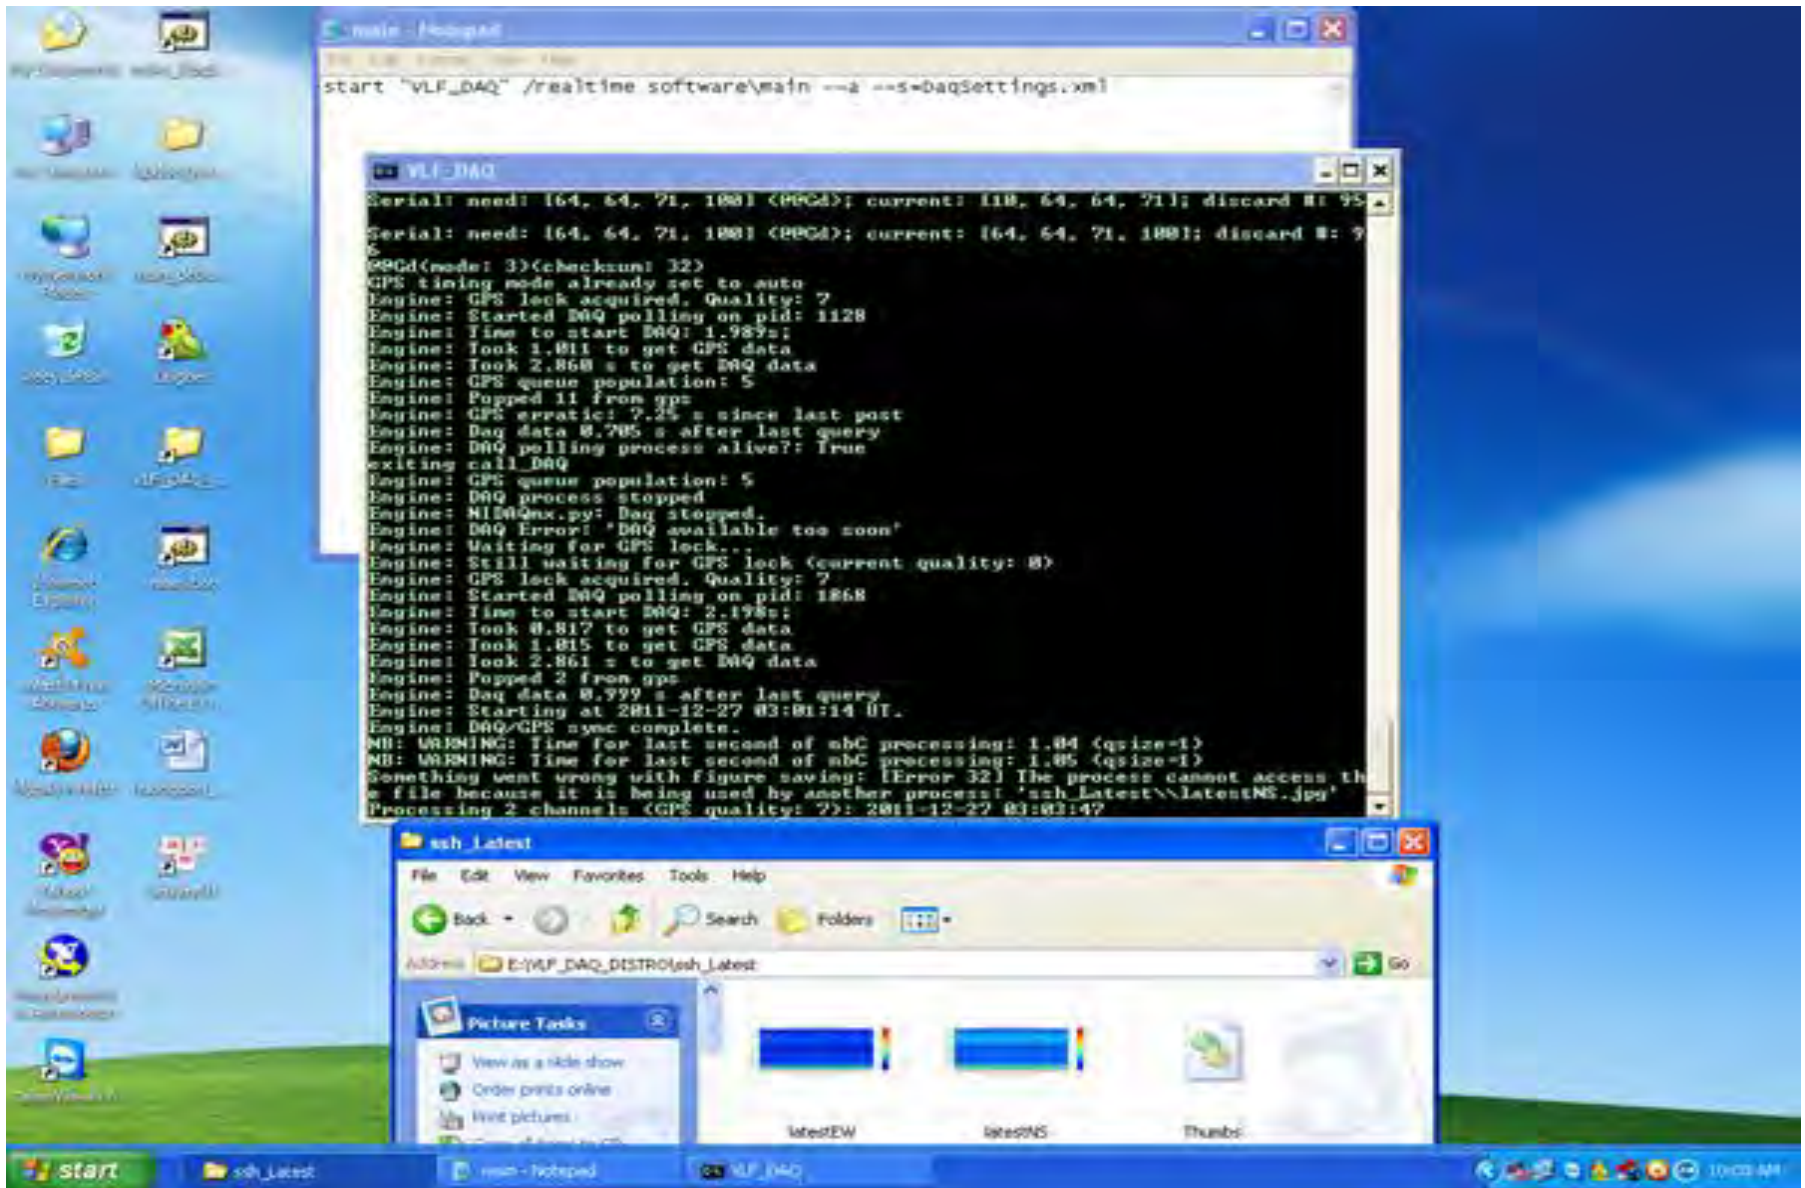 main - Notepad
start "VLF_DAQ" /realtime software\main --a --s=DaqSettings.xml
VLF_DAQ
Serial: need: [64, 64, 71, 100] (@@Gd); current: [10, 64, 64, 71]; discard #: 95
Serial: need: [64, 64, 71, 100] (@@Gd); current: [64, 64, 71, 100]; discard #: 9
6
@@Gd(mode: 3)(checksum: 32)
GPS timing mode already set to auto
Engine: GPS lock acquired, Quality: 7
Engine: Started DAQ polling on pid: 1128
Engine: Time to start DAQ: 1.989s;
Engine: Took 1.011 to get GPS data
Engine: Took 2.860 s to get DAQ data
Engine: GPS queue population: 5
Engine: Popped 11 from gps
Engine: GPS erratic: 7.25 s since last post
Engine: Daq data 0.705 s after last query
Engine: DAQ polling process alive?: True
exiting call_DAQ
Engine: GPS queue population: 5
Engine: DAQ process stopped
Engine: NIDAQmx.py: Daq stopped.
Engine: DAQ Error: 'DAQ available too soon'
Engine: Waiting for GPS lock...
Engine: Still waiting for GPS lock (current quality: 0)
Engine: GPS lock acquired, Quality: 7
Engine: Started DAQ polling on pid: 1868
Engine: Time to start DAQ: 2.198s;
Engine: Took 0.817 to get GPS data
Engine: Took 1.015 to get GPS data
Engine: Took 2.861 s to get DAQ data
Engine: Popped 2 from gps
Engine: Daq data 0.999 s after last query
Engine: Starting at 2011-12-27 03:01:14 UT.
Engine: DAQ/GPS sync complete.
NB: WARNING: Time for last second of nbC processing: 1.04 (qsize=1)
NB: WARNING: Time for last second of nbC processing: 1.05 (qsize=1)
Something went wrong with figure saving: [Error 32] The process cannot access th
e file because it is being used by another process: 'ssh_Latest\\latestNS.jpg'
Processing 2 channels (GPS quality: 7): 2011-12-27 03:03:47
ssh_Latest
File Edit View Favorites Tools Help
Back Search Folders
Address E:\VLF_DAQ_DISTRO\ssh_Latest Go
Picture Tasks
View as a slide show
Order prints online
Print pictures
latestEW latestNS Thumbs
start ssh_Latest main - Notepad VLF_DAQ